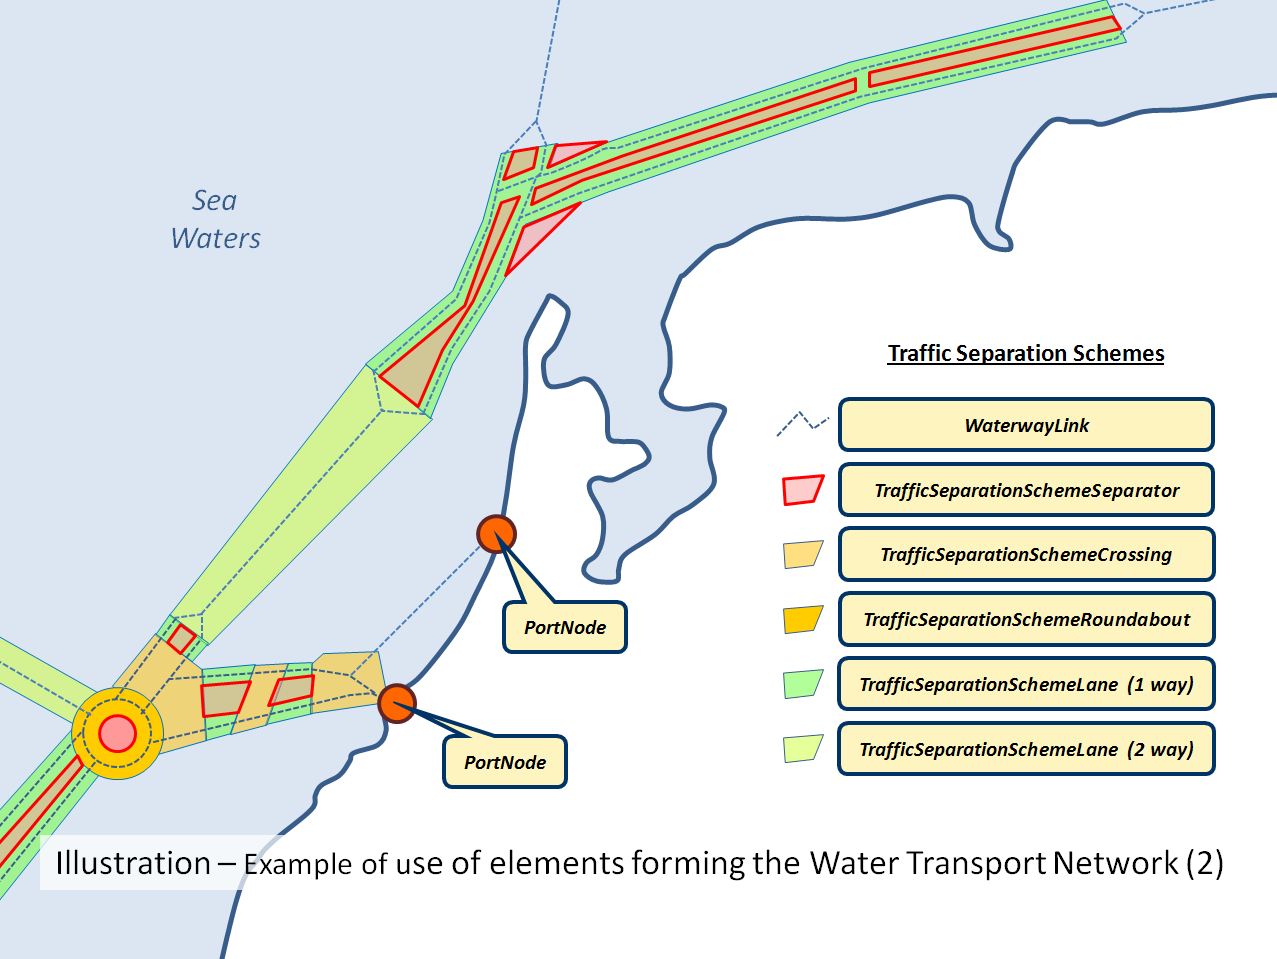 Sea
Waters
Traffic Separation Schemes
WaterwayLink
TrafficSeparationSchemeSeparator
TrafficSeparationSchemeCrossing
TrafficSeparationSchemeRoundabout
TrafficSeparationSchemeLane (1 way)
TrafficSeparationSchemeLane (2 way)
PortNode
PortNode
Illustration – Example of use of elements forming the Water Transport Network (2)